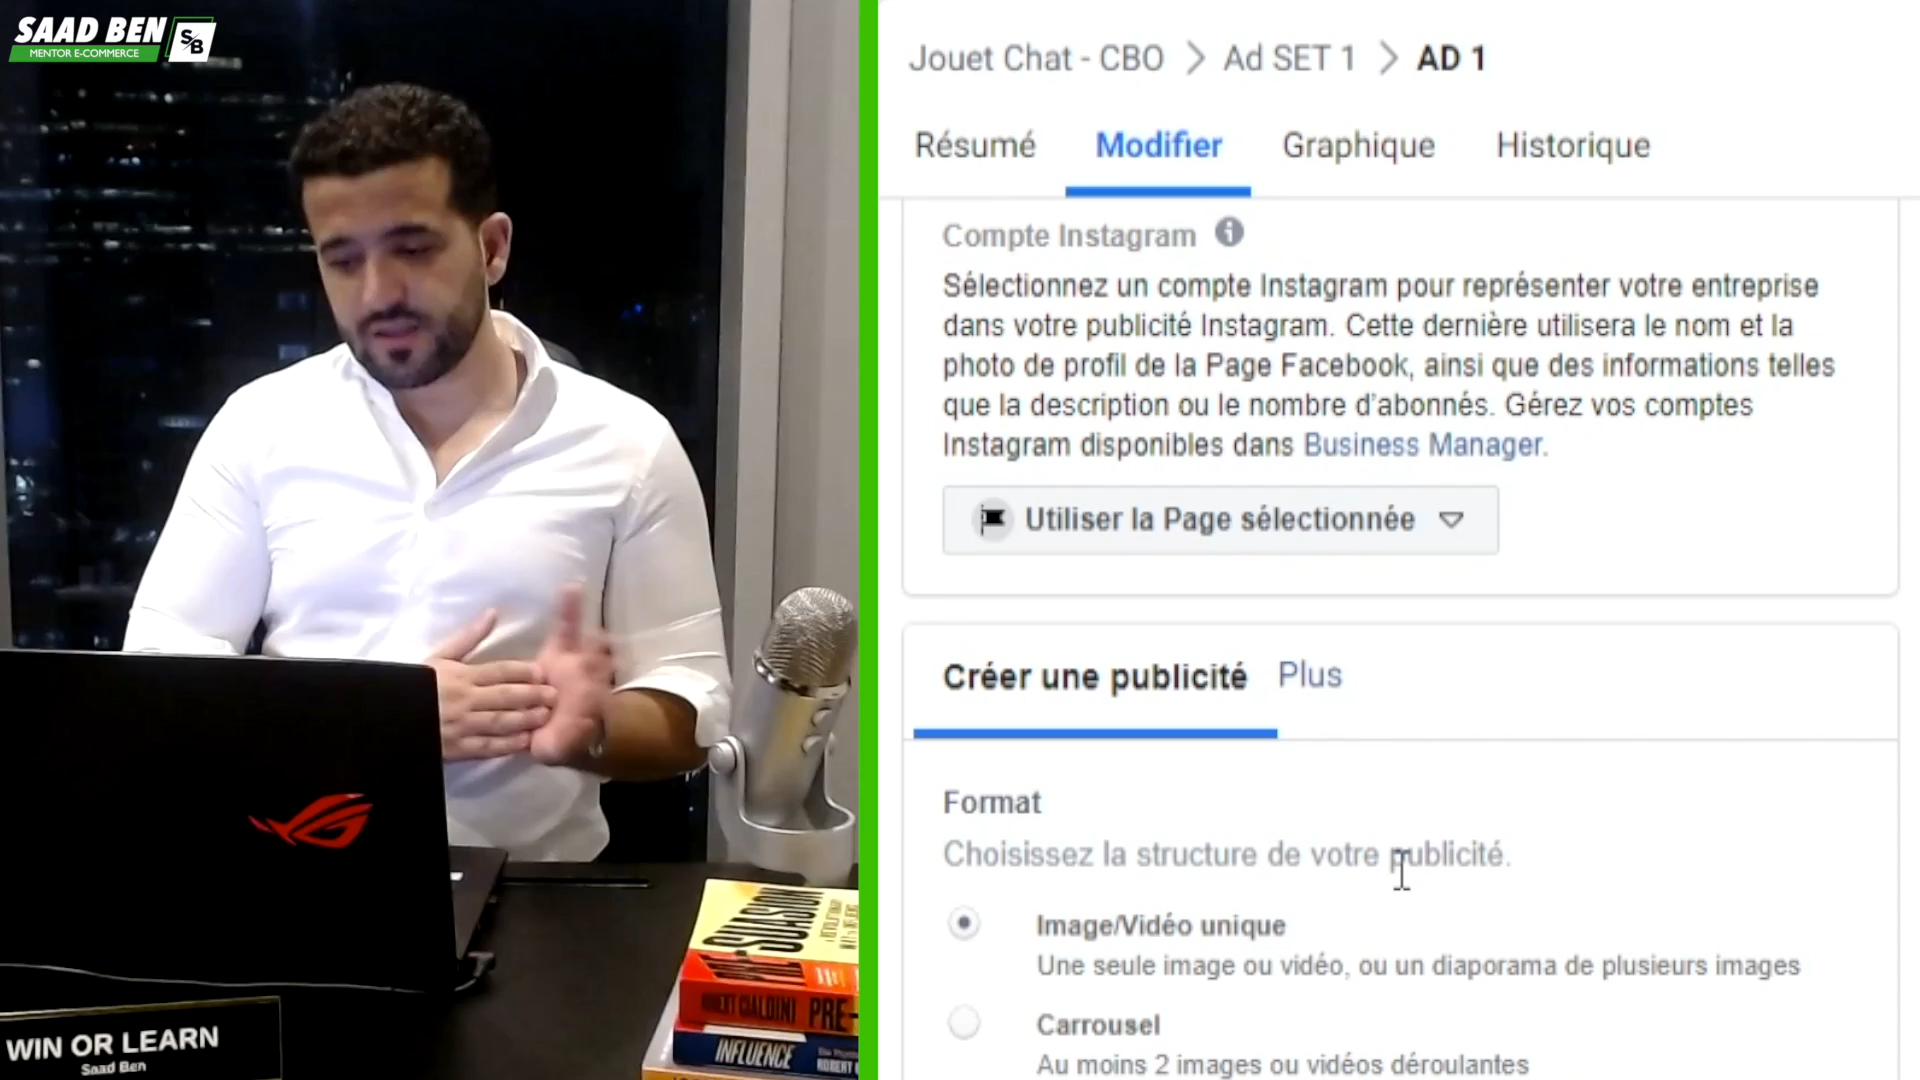 SAAD BEN
MENTOR E-COMMERCE
S/B
WIN OR LEARN
Saad Ben
SUASION
ROBERT CIALDINI PRE-
INFLUENCE
ROBERT
Jouet Chat - CBO > Ad SET 1 > AD 1
Résumé Modifier Graphique Historique
Compte Instagram
Sélectionnez un compte Instagram pour représenter votre entreprise
dans votre publicité Instagram. Cette dernière utilisera le nom et la
photo de profil de la Page Facebook, ainsi que des informations telles
que la description ou le nombre d'abonnés. Gérez vos comptes
Instagram disponibles dans Business Manager.
Utiliser la Page sélectionnée
Créer une publicité Plus
Format
Choisissez la structure de votre publicité.
Image/Vidéo unique
Une seule image ou vidéo, ou un diaporama de plusieurs images
Carrousel
Au moins 2 images ou vidéos déroulantes